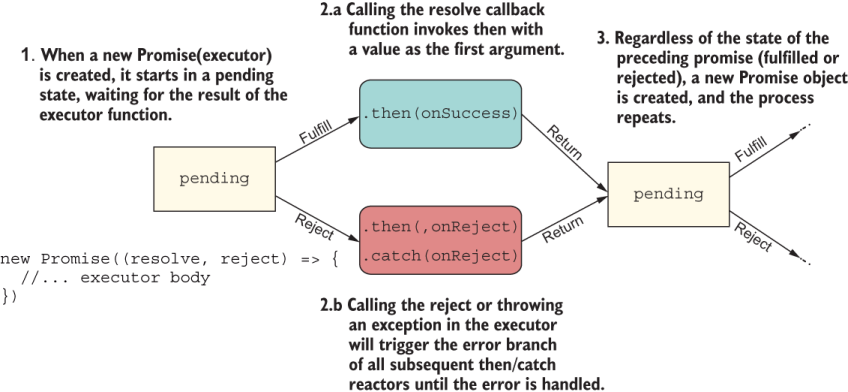 1. When a new Promise(executor)
is created, it starts in a pending
state, waiting for the result of the
executor function.
2.a Calling the resolve callback
function invokes then with
a value as the first argument.
3. Regardless of the state of the
preceding promise (fulfilled or
rejected), a new Promise object
is created, and the process
repeats.
pending
Fulfill
Reject
.then(onSuccess)
.then(,onReject)
.catch(onReject)
Return
Return
pending
Fulfill
Reject
new Promise((resolve, reject) => {
//... executor body
})
2.b Calling the reject or throwing
an exception in the executor
will trigger the error branch
of all subsequent then/catch
reactors until the error is handled.